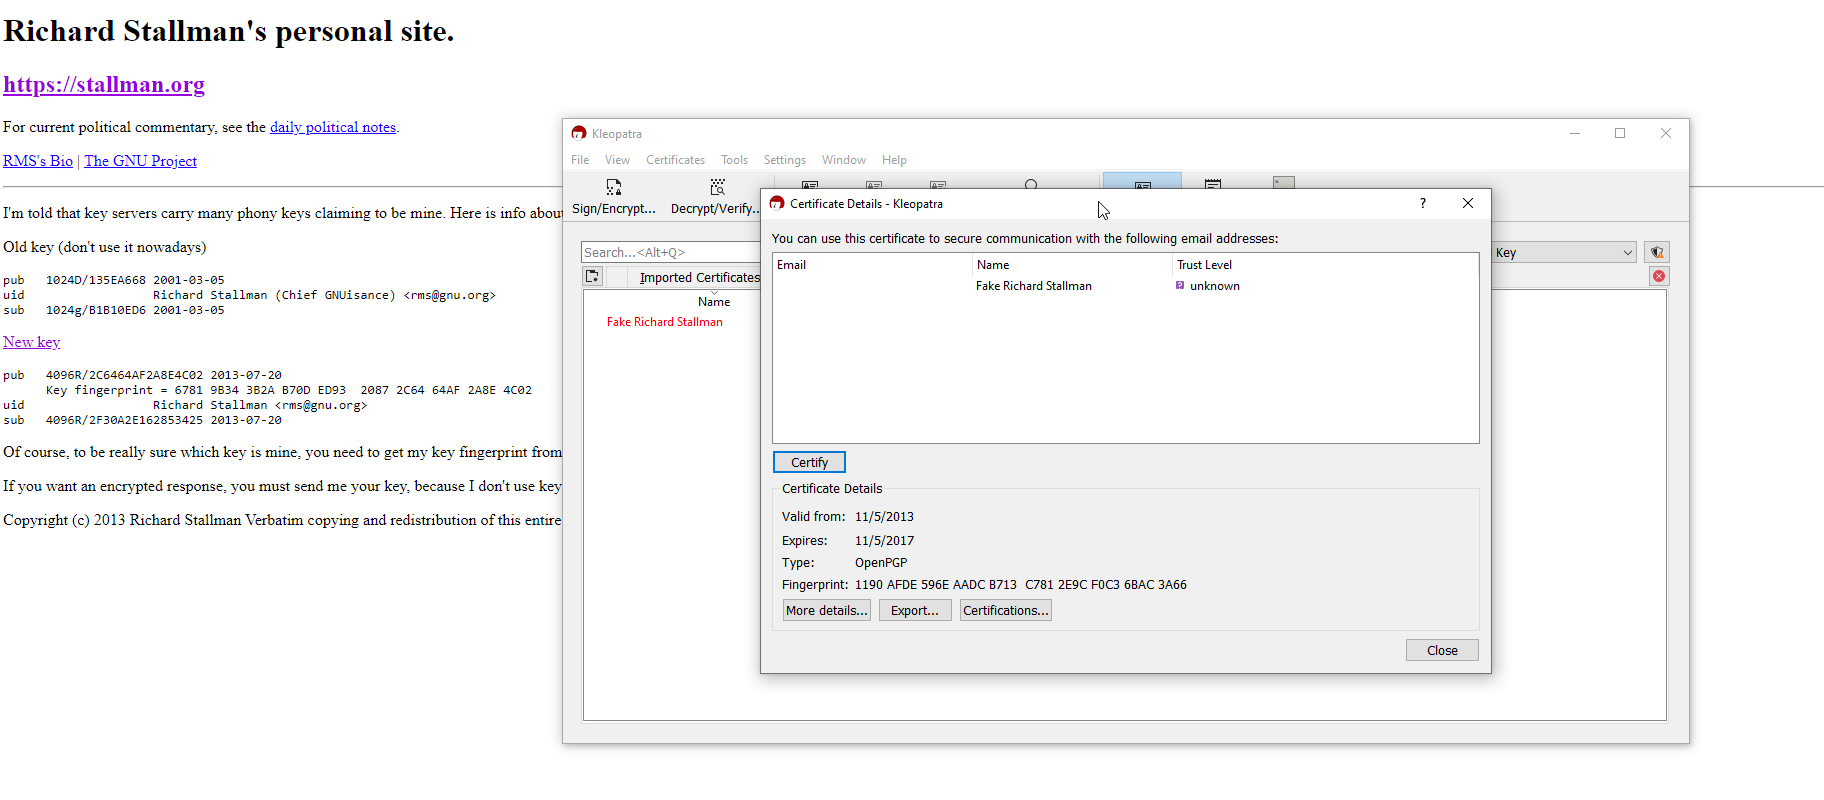 Richard Stallman's personal site.
https://stallman.org
For current political commentary, see the daily political notes.
RMS's Bio | The GNU Project
I'm told that key servers carry many phony keys claiming to be mine. Here is info abou
Old key (don't use it nowadays)
pub 1024D/135EA668 2001-03-05
uid Richard Stallman (Chief GNUisance) <rms@gnu.org>
sub 1024g/B1B10ED6 2001-03-05
New key
pub 4096R/2C6464AF2A8E4C02 2013-07-20
Key fingerprint = 6781 9B34 3B2A B70D ED93 2087 2C64 64AF 2A8E 4C02
uid Richard Stallman <rms@gnu.org>
sub 4096R/2F30A2E162853425 2013-07-20
Of course, to be really sure which key is mine, you need to get my key fingerprint from
If you want an encrypted response, you must send me your key, because I don't use key
Copyright (c) 2013 Richard Stallman Verbatim copying and redistribution of this entire
Kleopatra
File View Certificates Tools Settings Window Help
Sign/Encrypt... Decrypt/Verify...
Search...<Alt+Q>
Key
Imported Certificates
Name
Fake Richard Stallman
Certificate Details - Kleopatra
You can use this certificate to secure communication with the following email addresses:
Email Name Trust Level
Fake Richard Stallman unknown
Certify
Certificate Details
Valid from: 11/5/2013
Expires: 11/5/2017
Type: OpenPGP
Fingerprint: 1190 AFDE 596E AADC B713 C781 2E9C F0C3 6BAC 3A66
More details... Export... Certifications...
Close